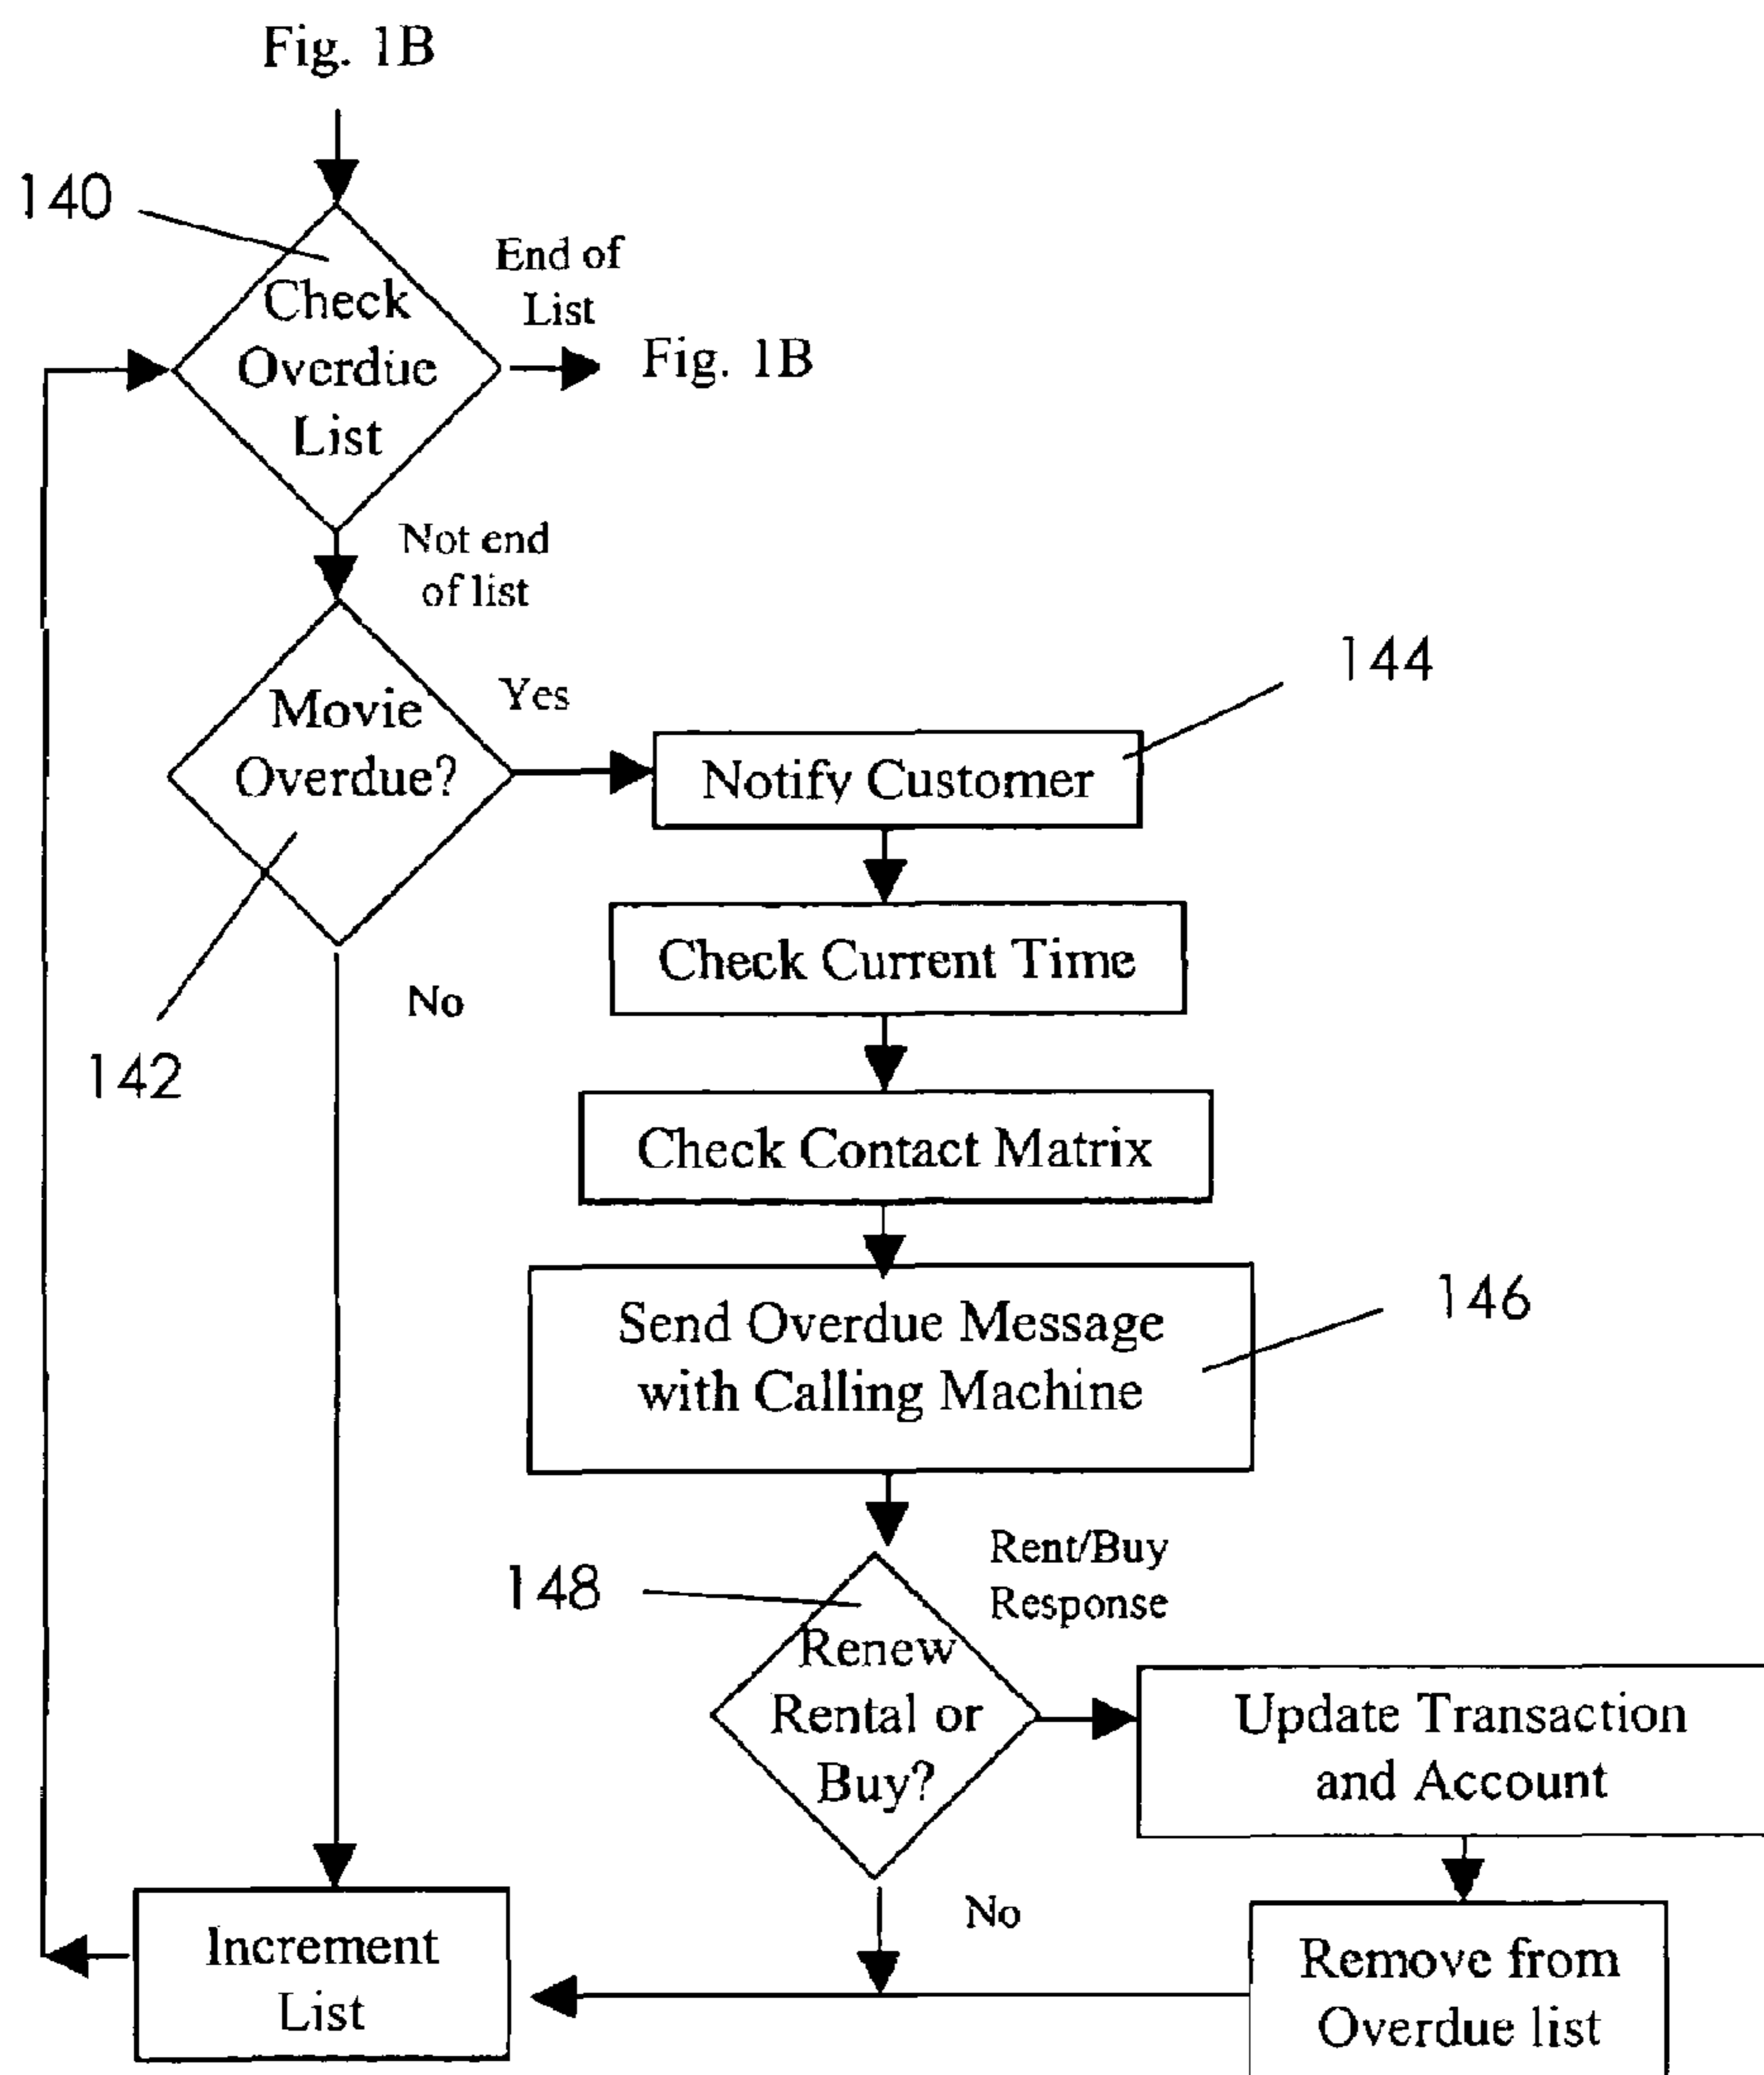 Fig. 1B
140
End of
List
Check
Overdue
List
Fig. 1B
Not end
of list
144
Movie
Overdue?
Yes
Notify Customer
Check Current Time
No
142
Check Contact Matrix
146
Send Overdue Message
with Calling Machine
148
Rent/Buy
Response
Renew
Rental or
Buy?
Update Transaction
and Account
No
Increment
List
Remove from
Overdue list